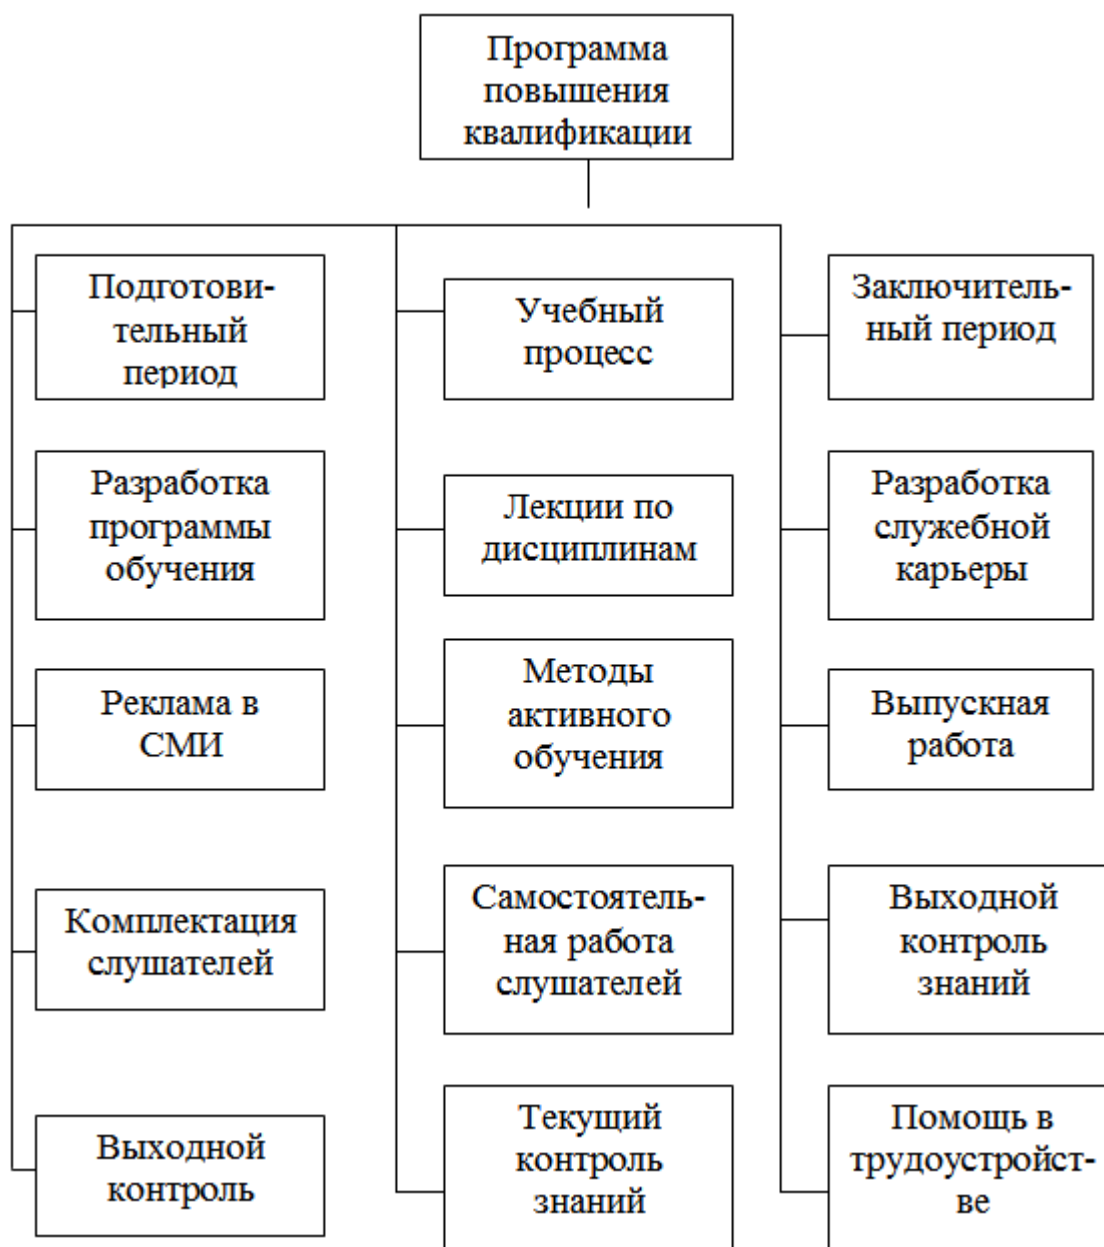 Программа
повышения
квалификации
Подготови-
тельный
период
Разработка
программы
обучения
Реклама в
СМИ
Комплектация
слушателей
Выходной
контроль
Учебный
процесс
Лекции по
дисциплинам
Методы
активного
обучения
Самостоятель-
ная работа
слушателей
Текущий
контроль
знаний
Заключитель-
ный период
Разработка
служебной
карьеры
Выпускная
работа
Выходной
контроль
знаний
Помощь в
трудоустройст-
ве